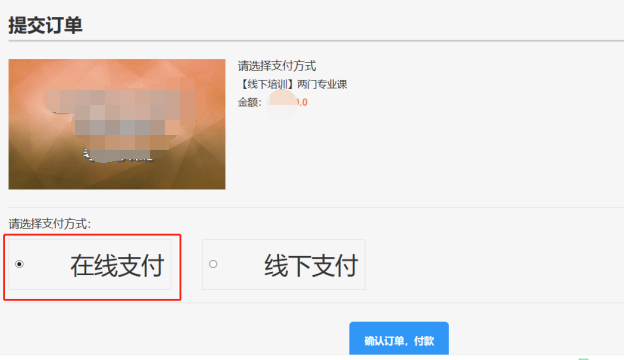 提交订单
请选择支付方式
【线下培训】两门专业课
金额：
请选择支付方式：
在线支付
线下支付
确认订单，付款